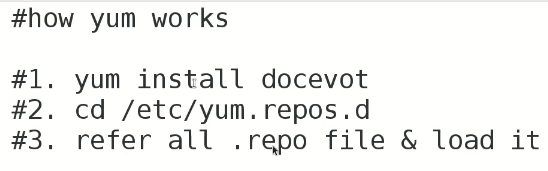 #how yum works
#1. yum install docevot
#2. cd /etc/yum.repos.d
#3. refer all .repo file & load it